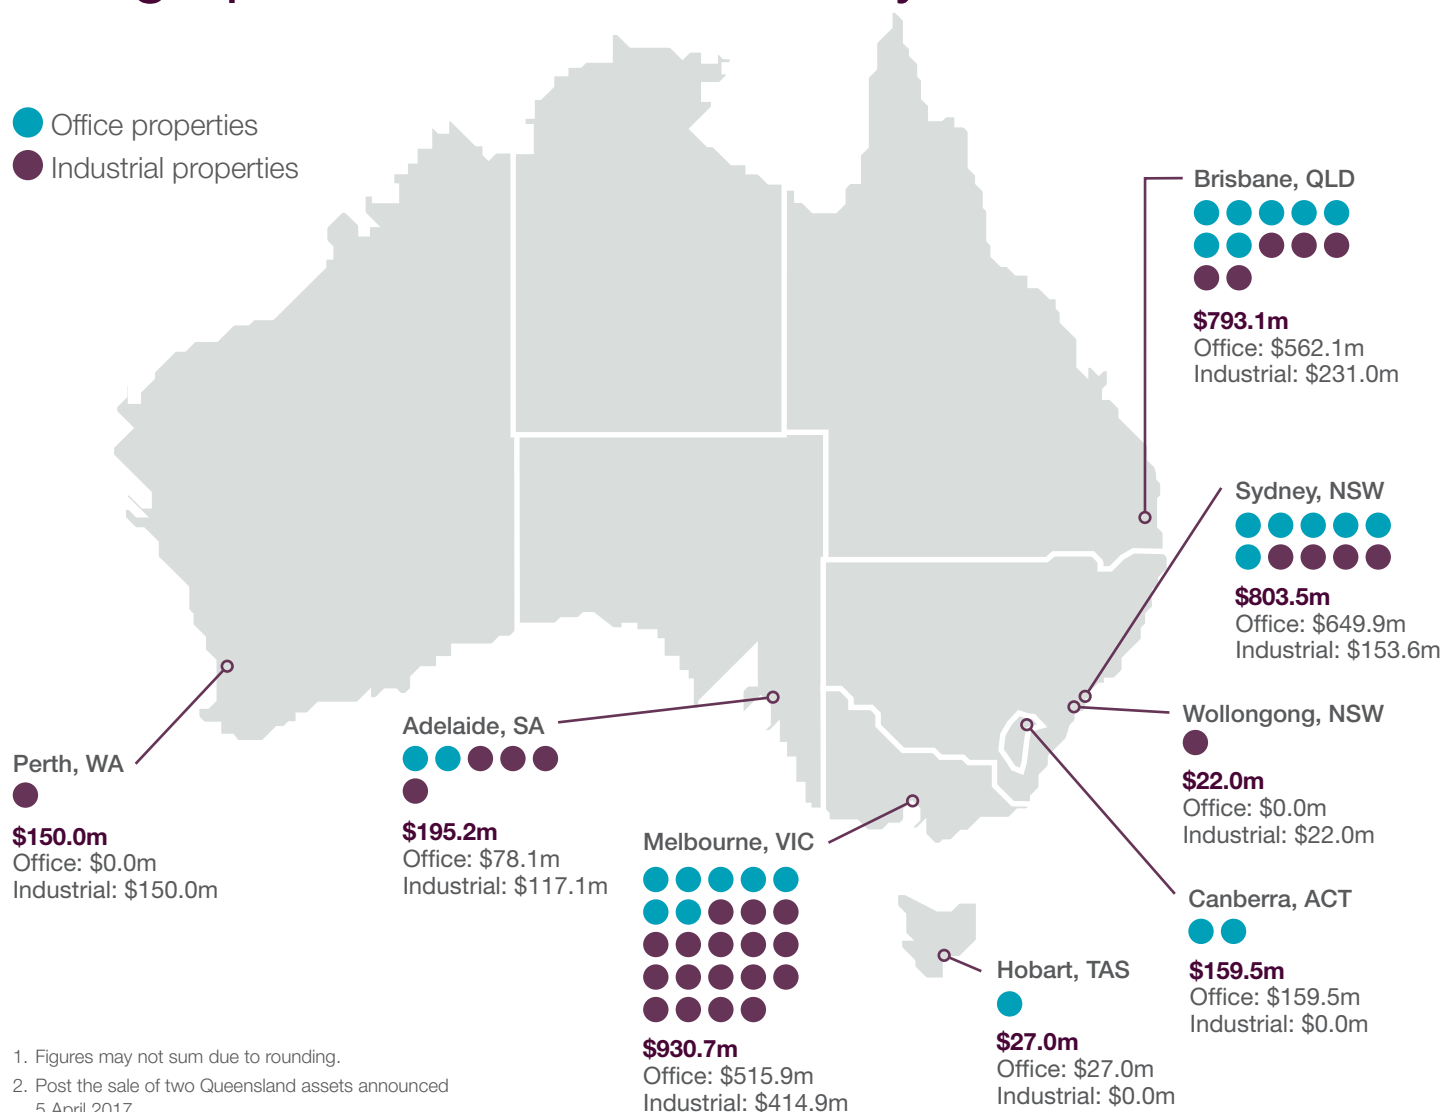 Office properties
Industrial properties
Brisbane, QLD
$793.1m
Office: $562.1m
Industrial: $231.0m
Sydney, NSW
$803.5m
Office: $649.9m
Industrial: $153.6m
Wollongong, NSW
$22.0m
Office: $0.0m
Industrial: $22.0m
Perth, WA
$150.0m
Office: $0.0m
Industrial: $150.0m
Adelaide, SA
$195.2m
Office: $78.1m
Industrial: $117.1m
Melbourne, VIC
$930.7m
Office: $515.9m
Industrial: $414.9m
Canberra, ACT
$159.5m
Office: $159.5m
Industrial: $0.0m
Hobart, TAS
$27.0m
Office: $27.0m
Industrial: $0.0m
1. Figures may not sum due to rounding.
2. Post the sale of two Queensland assets announced
5 April 2017